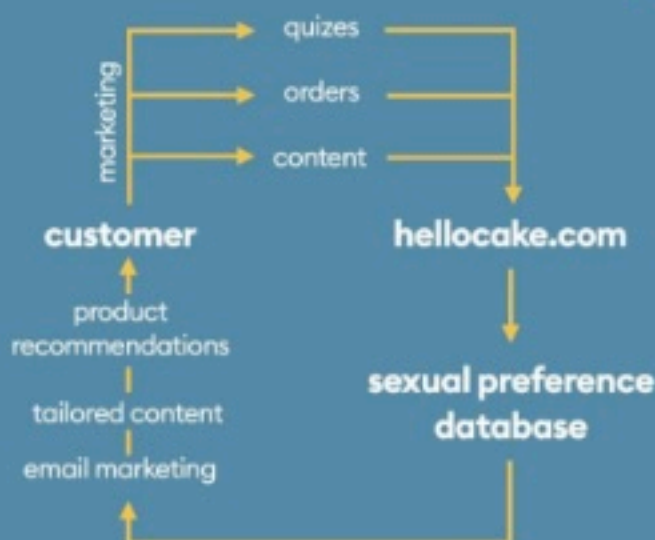 quizes
marketing
orders
content
customer
hellocake.com
product
recommendations
sexual preference
database
tailored content
email marketing